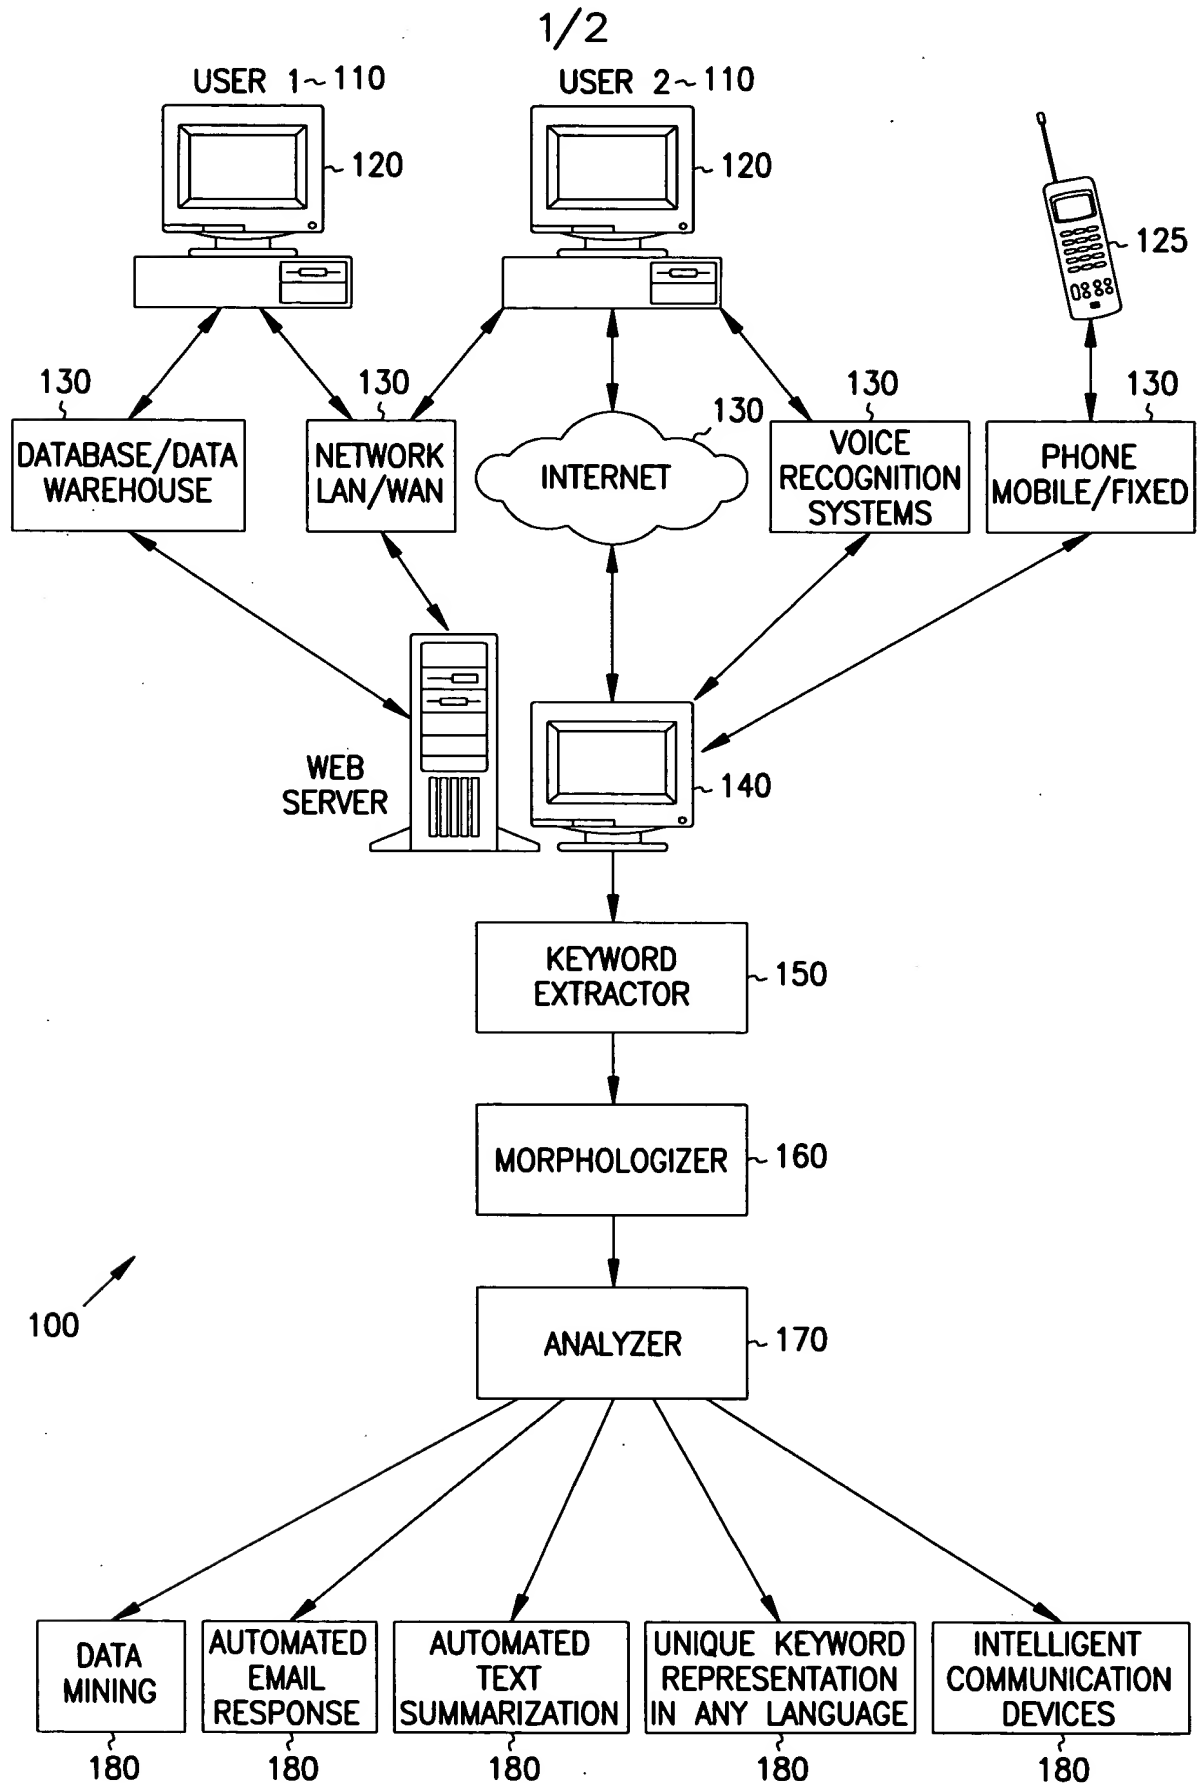 1/2
USER 1~110
USER 2~110
120
120
125
130
130
130
130
130
DATABASE/DATA
WAREHOUSE
NETWORK
LAN/WAN
INTERNET
VOICE
RECOGNITION
SYSTEMS
PHONE
MOBILE/FIXED
WEB
SERVER
140
KEYWORD
EXTRACTOR
150
MORPHOLOGIZER
160
100
ANALYZER
170
DATA
MINING
AUTOMATED
EMAIL
RESPONSE
AUTOMATED
TEXT
SUMMARIZATION
UNIQUE KEYWORD
REPRESENTATION
IN ANY LANGUAGE
INTELLIGENT
COMMUNICATION
DEVICES
180
180
180
180
180